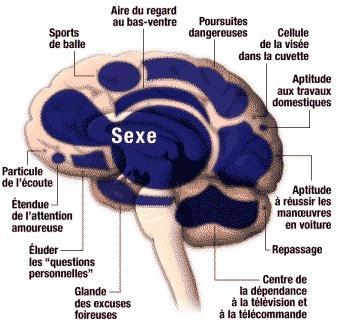 Aire du regard
au bas-ventre
Sports
de balle
Poursuites
dangereuses
Cellule
de la visée
dans la cuvette
Aptitude
aux travaux
domestiques
Sexe
Particule
de l'écoute
Étendue
de l'attention
amoureuse
Éluder
les "questions
personnelles"
Glande
des excuses
foireuses
Aptitude
à réussir les
manœuvres
en voiture
Repassage
Centre de
la dépendance
à la télévision et
à la télécommande